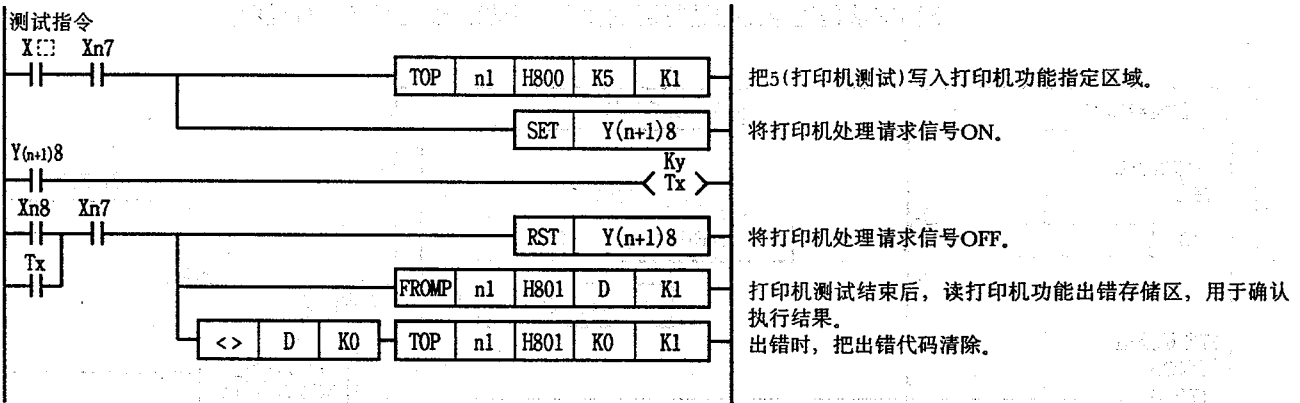 测试指令
X[] Xn7
TOP n1 H800 K5 K1 把5(打印机测试)写入打印机功能指定区域。
SET Y(n+1)8 将打印机处理请求信号ON。
Y(n+1)8
Ky
Tx
Xn8 Xn7
RST Y(n+1)8 将打印机处理请求信号OFF。
Tx
FROMP n1 H801 D K1 打印机测试结束后，读打印机功能出错存储区，用于确认
执行结果。
<> D K0 TOP n1 H801 K0 K1 出错时，把出错代码清除。